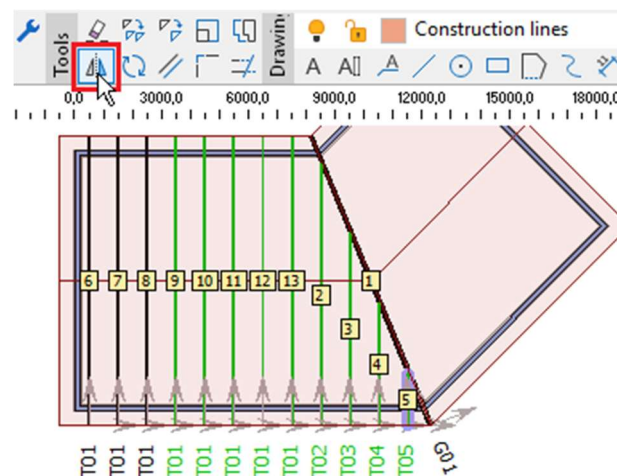 Tools
Drawin
Construction lines
A A A
0,0 3000,0 6000,0 9000,0 12000,0 15000,0 18000,0
6 7 8 9 10 11 12 13 1
2
3
4
5
T01 T01 T01 T01 T01 T01 T01 T01 T02 T03 T04 T05 G01